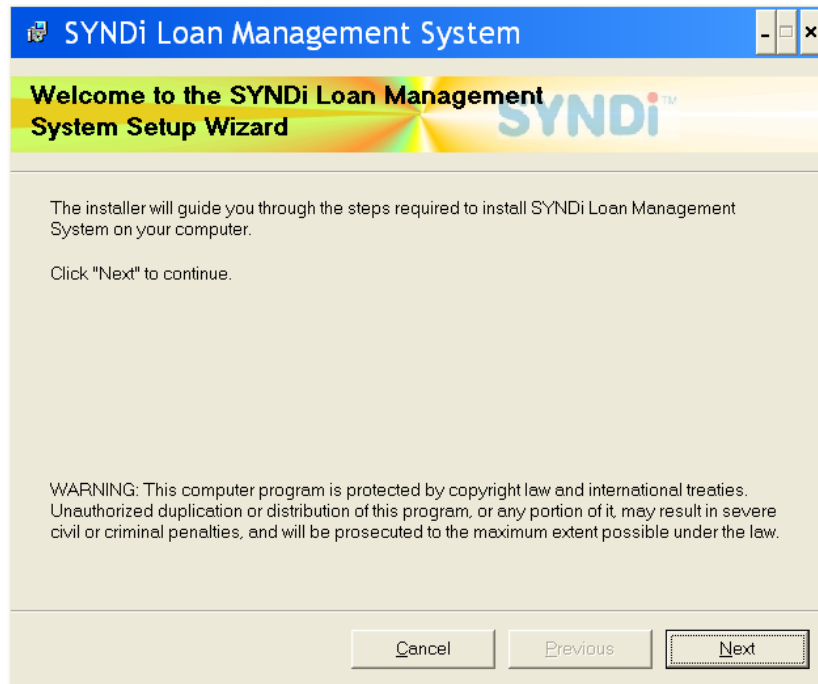 SYNDi Loan Management System
Welcome to the SYNDi Loan Management
System Setup Wizard
SYNDi™
The installer will guide you through the steps required to install SYNDi Loan Management
System on your computer.
Click "Next" to continue.
WARNING: This computer program is protected by copyright law and international treaties.
Unauthorized duplication or distribution of this program, or any portion of it, may result in severe
civil or criminal penalties, and will be prosecuted to the maximum extent possible under the law.
Cancel
Previous
Next